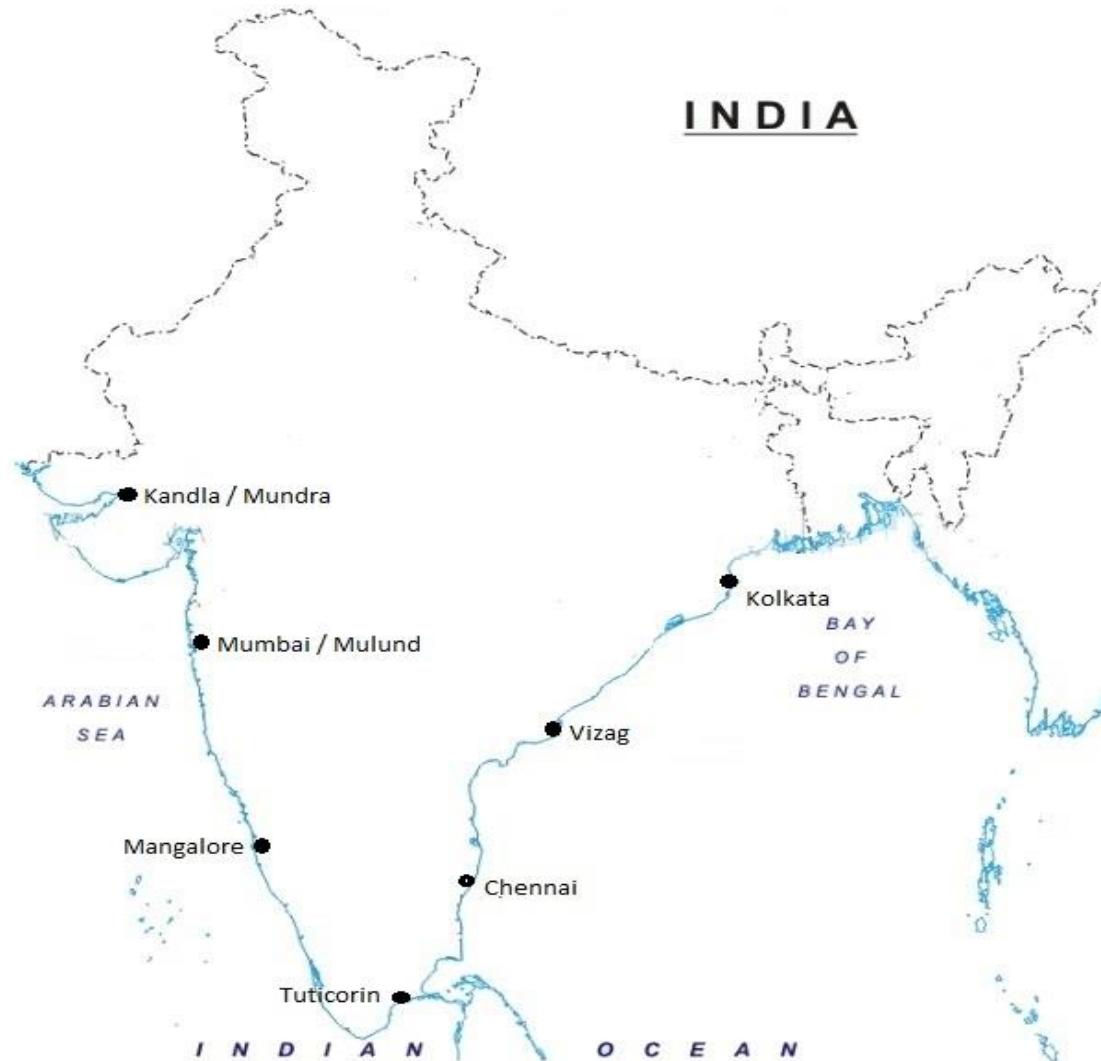 INDIA
Kandla / Mundra
Kolkata
Mumbai / Mulund
BAY
OF
BENGAL
ARABIAN
SEA
Vizag
Mangalore
Chennai
Tuticorin
INDIAN OCEAN